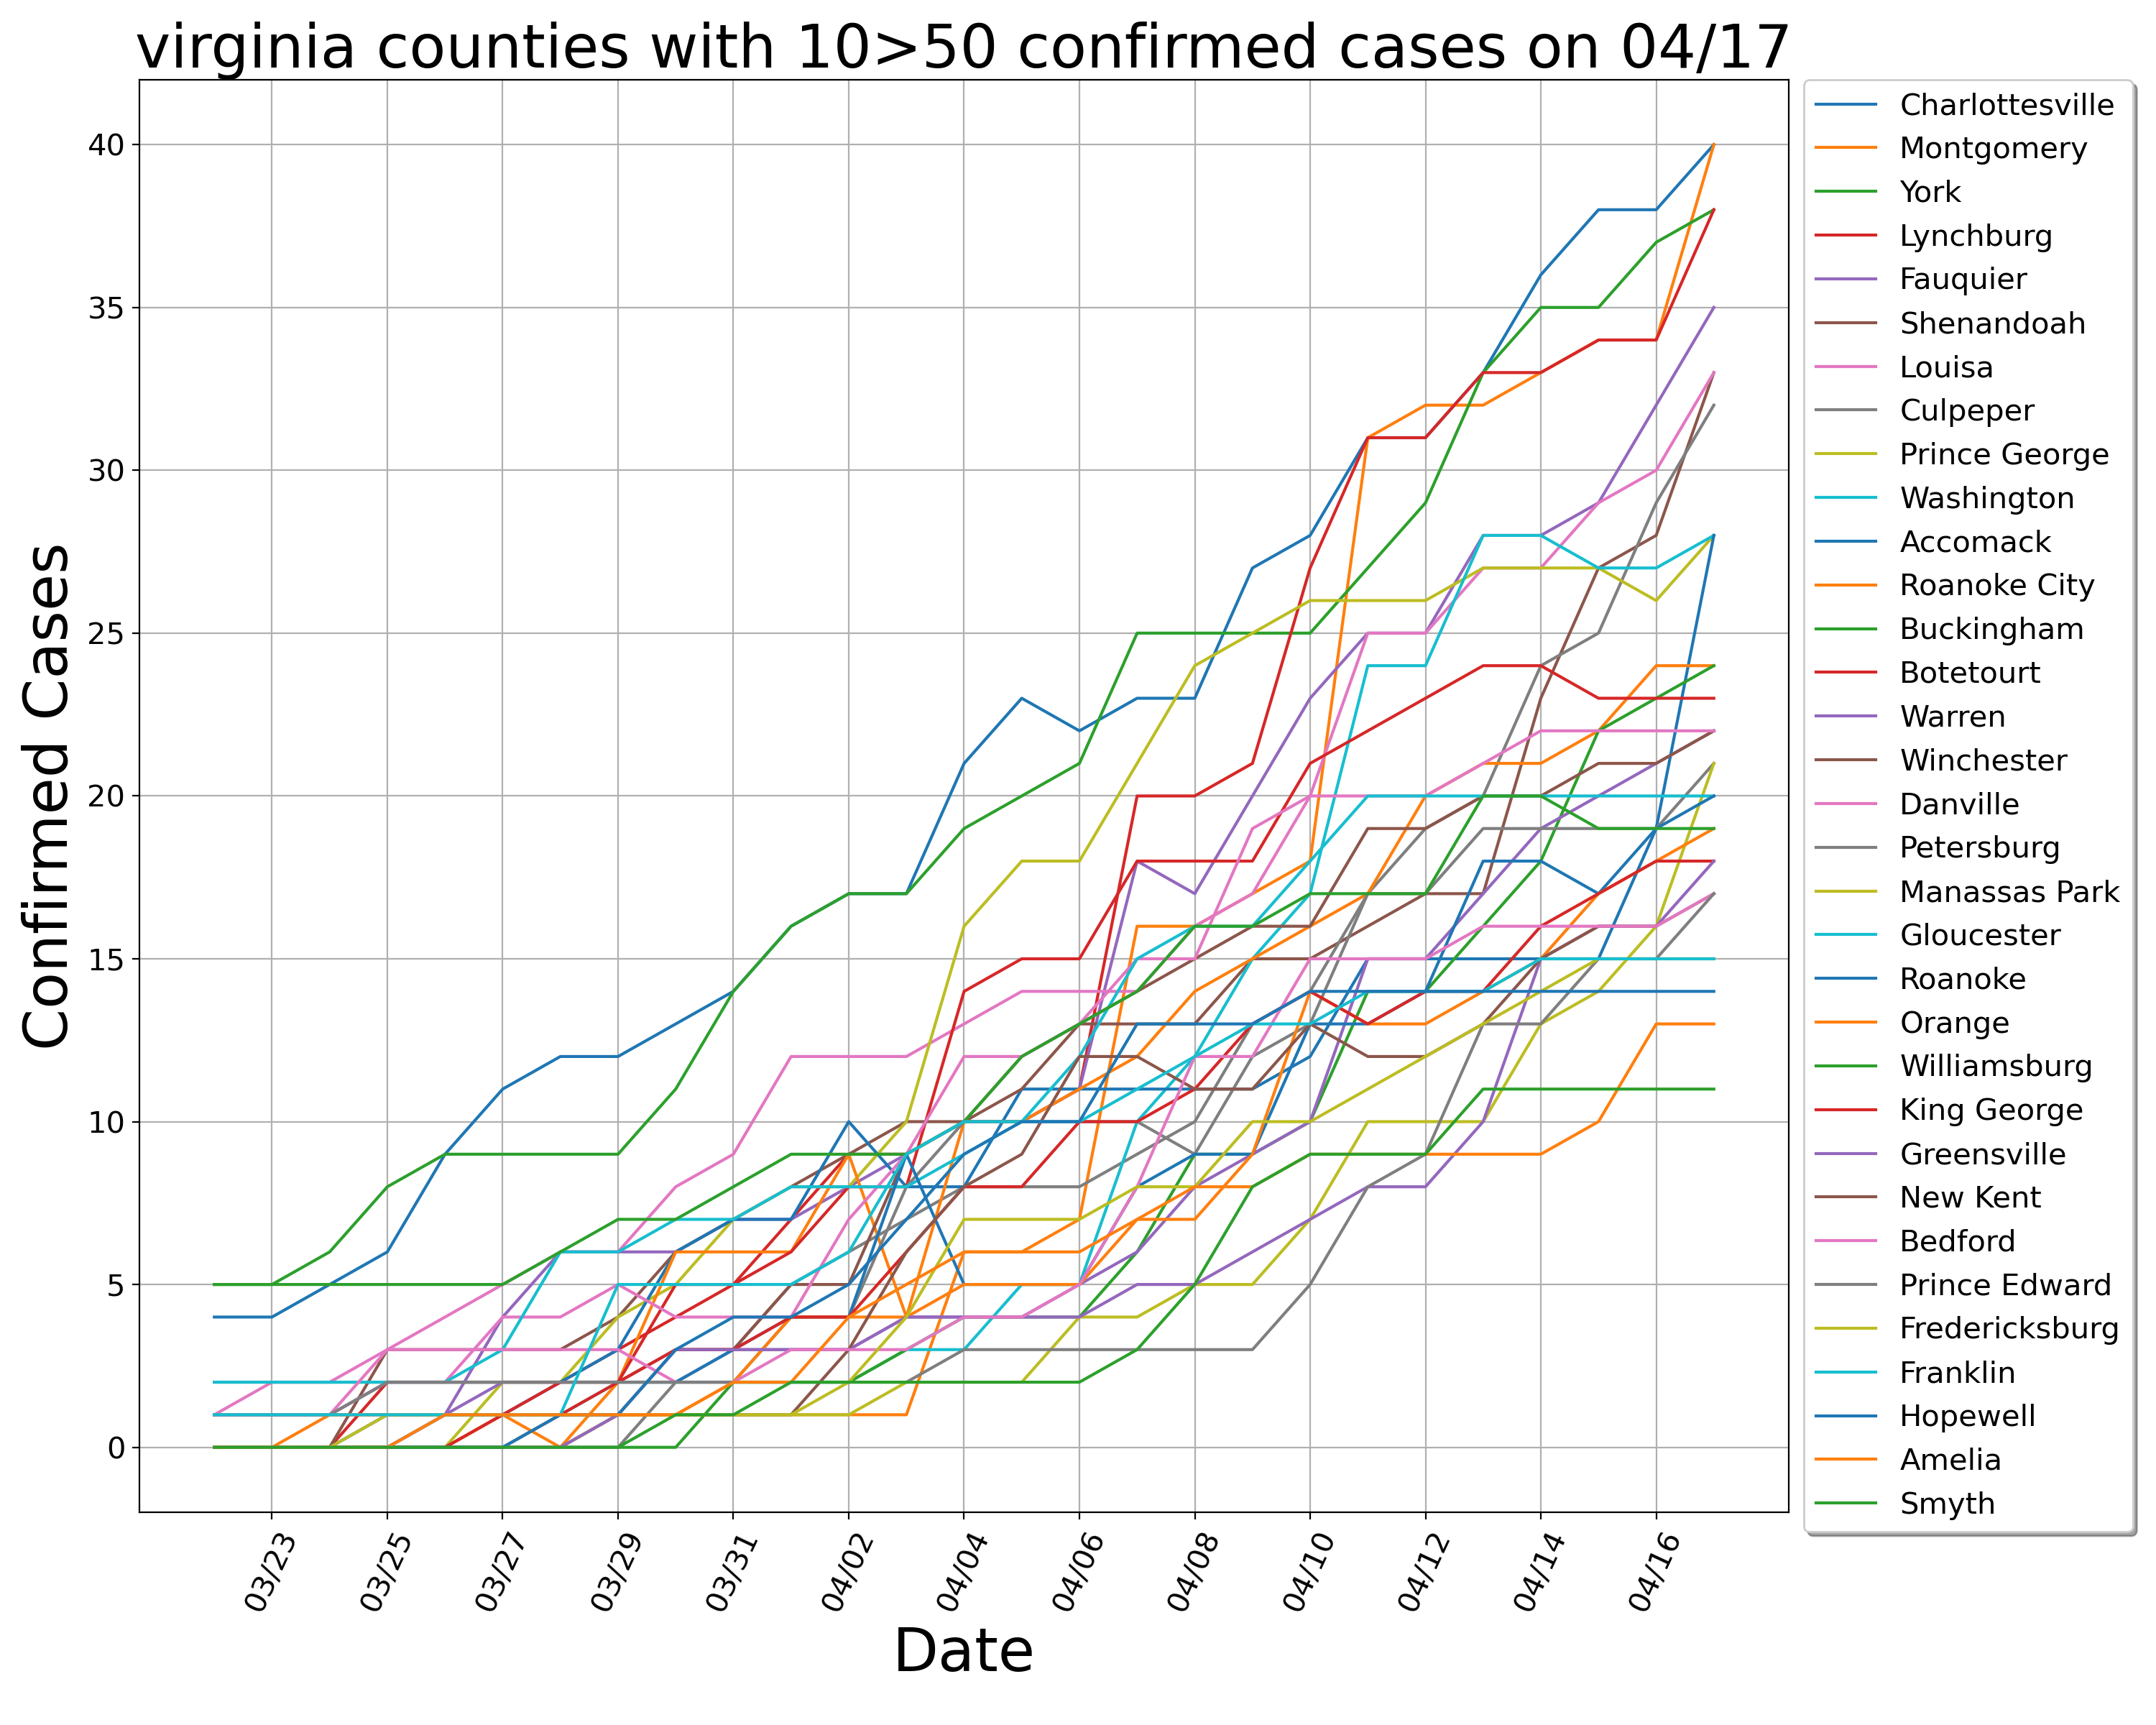 virginia counties with 10>50 confirmed cases on 04/17
Confirmed Cases
40
35
30
25
20
15
10
5
0
03/23
03/25
03/27
03/29
03/31
04/02
04/04
04/06
04/08
04/10
04/12
04/14
04/16
Date
Charlottesville
Montgomery
York
Lynchburg
Fauquier
Shenandoah
Louisa
Culpeper
Prince George
Washington
Accomack
Roanoke City
Buckingham
Botetourt
Warren
Winchester
Danville
Petersburg
Manassas Park
Gloucester
Roanoke
Orange
Williamsburg
King George
Greensville
New Kent
Bedford
Prince Edward
Fredericksburg
Franklin
Hopewell
Amelia
Smyth